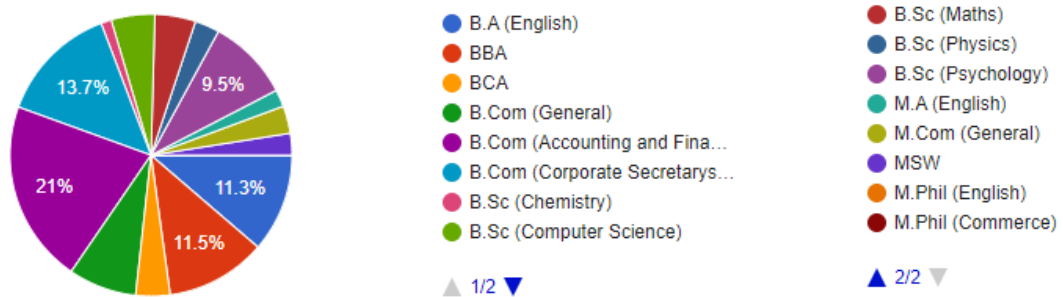 13.7%
9.5%
21%
11.3%
11.5%
B.A (English)
BBA
BCA
B.Com (General)
B.Com (Accounting and Fina...
B.Com (Corporate Secretarys...
B.Sc (Chemistry)
B.Sc (Computer Science)
1/2
B.Sc (Maths)
B.Sc (Physics)
B.Sc (Psychology)
M.A (English)
M.Com (General)
MSW
M.Phil (English)
M.Phil (Commerce)
2/2